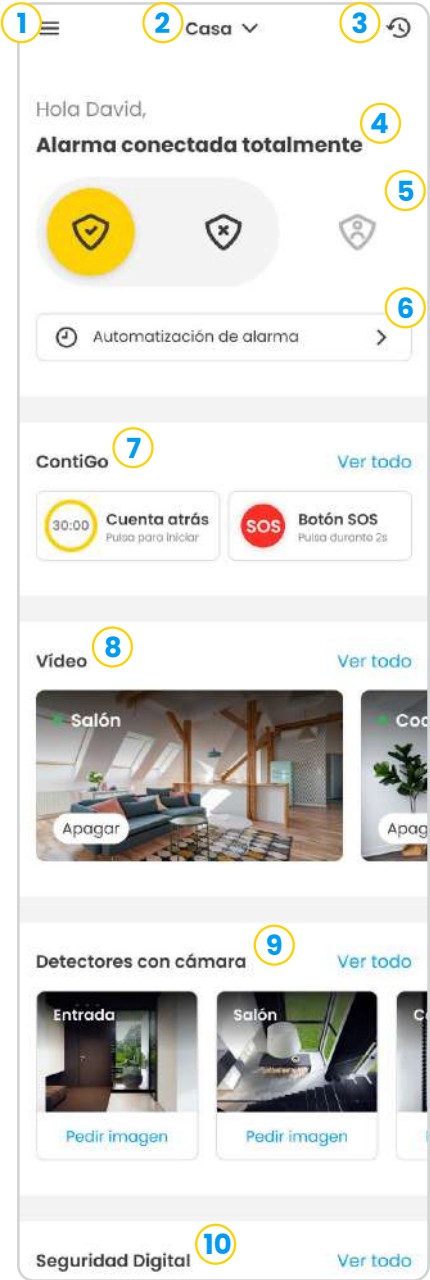 1
2 Casa
3
Hola David,
4
Alarma conectada totalmente
5
6
Automatización de alarma
ContiGo 7 Ver todo
30:00 Cuenta atrás
Pulsa para iniciar
SOS Botón SOS
Pulsa durante 2s
Vídeo 8 Ver todo
Salón
Coc
Apagar
Apag
Detectores con cámara 9 Ver todo
Entrada
Salón
C
Pedir imagen
Pedir imagen
Seguridad Digital 10 Ver todo